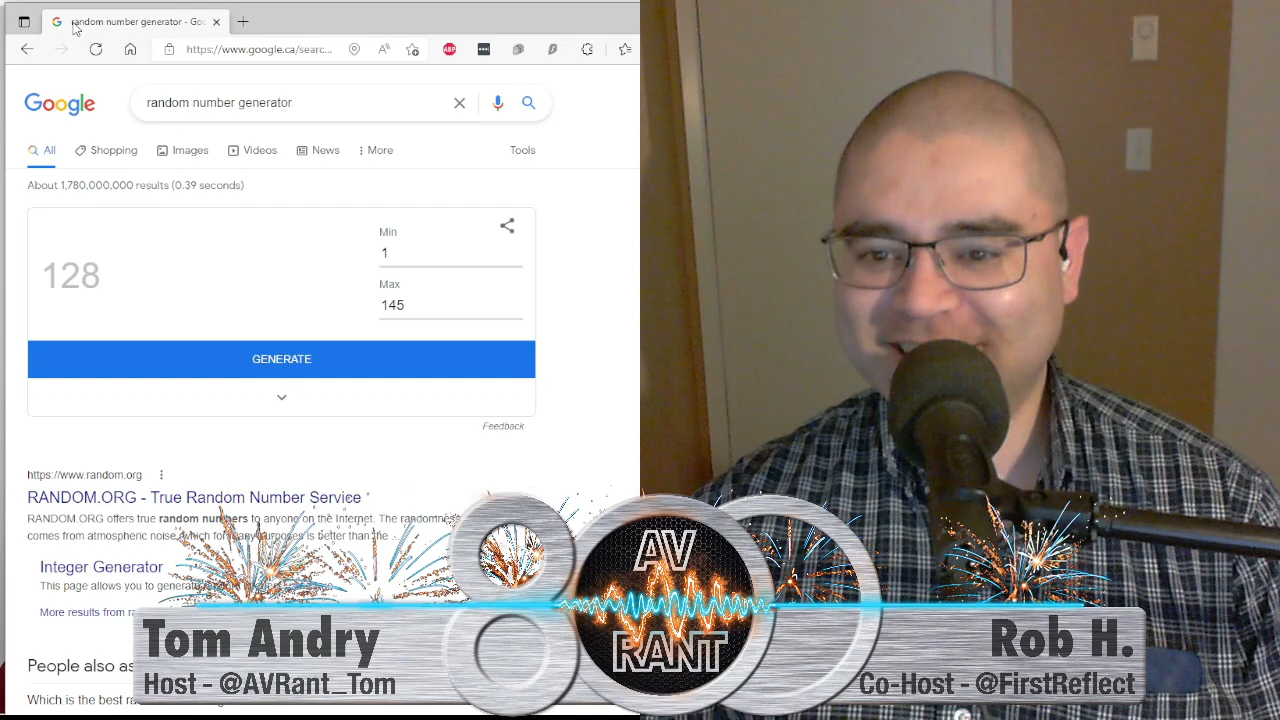 random number generator - Goo
https://www.google.ca/searc...
ABP
Google
random number generator
All
Shopping
Images
Videos
News
More
Tools
About 1,780,000,000 results (0.39 seconds)
Min
1
128
Max
145
GENERATE
Feedback
https://www.random.org
RANDOM.ORG - True Random Number Service
RANDOM.ORG offers true random numbers to anyone on the Internet. The randomness
comes from atmospheric noise, which for many purposes is better than the
Integer Generator
This page allows you to generate
More results from
People also as
Which is the best
AV
RANT
Tom Andry
Host - @AVRant_Tom
Rob H.
Co-Host - @FirstReflect